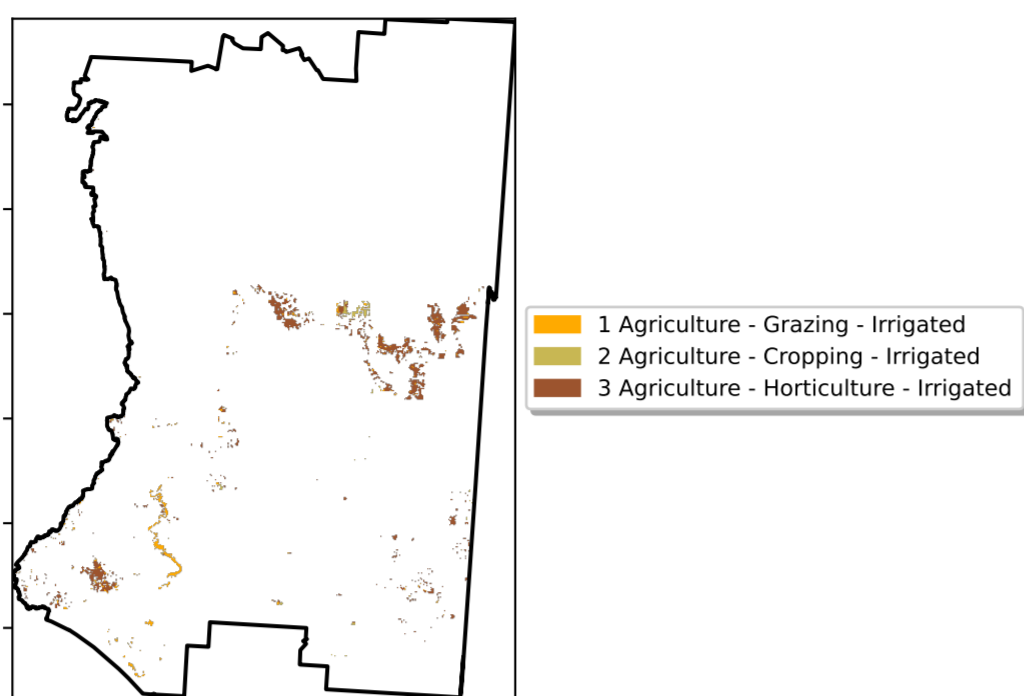 1 Agriculture - Grazing - Irrigated
2 Agriculture - Cropping - Irrigated
3 Agriculture - Horticulture - Irrigated